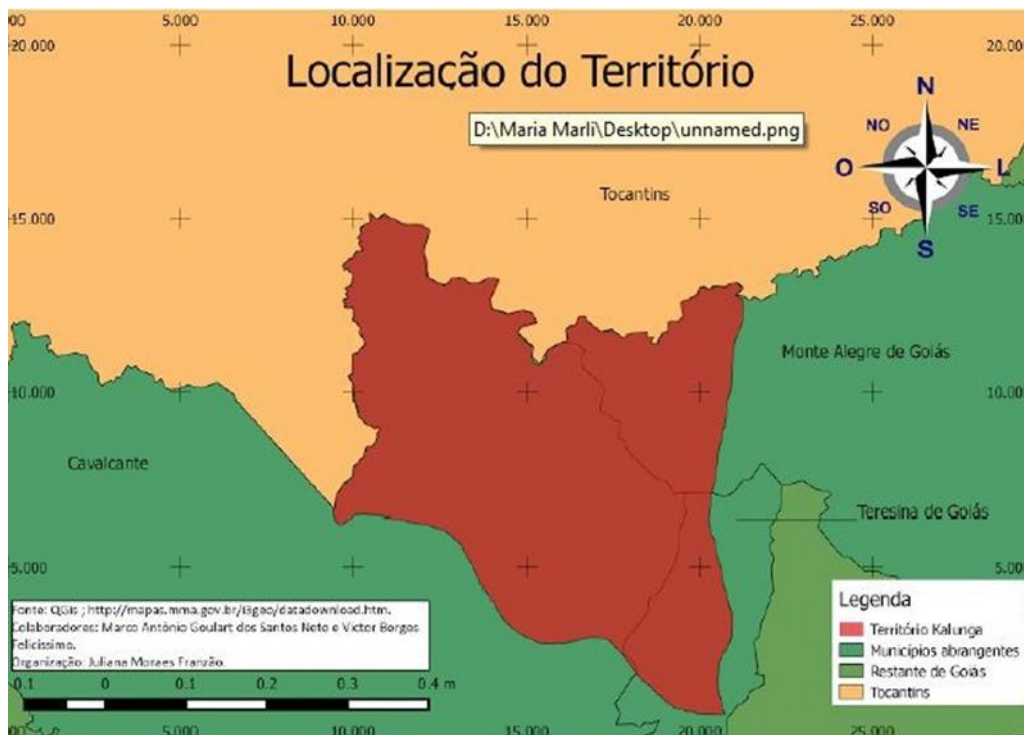 00 5.000 10.000 15.000 20.000 25.000
20.000 20.00
Localização do Território
D:\Maria Marli\Desktop\unnamed.png
N
NO NE
O L
SO SE
S
Tocantins
15.000 15.00
Monte Alegre de Goiás
10.000 10.00
Cavalcante
Teresina de Goiás
5.000 5.00
Legenda
Território Kalunga
Municípios abrangentes
Restante de Goiás
Tocantins
Fonte: QGis ; http://mapas.mma.gov.br/i3geo/datadownload.htm.
Colaboradores: Marco Antônio Goulart dos Santos Neto e Victor Borges
Felicissimo.
Organização: Juliana Moraes Franzão.
0.1 0 0.1 0.2 0.3 0.4 m
00 5.000 10.000 15.000 20.000 25.000